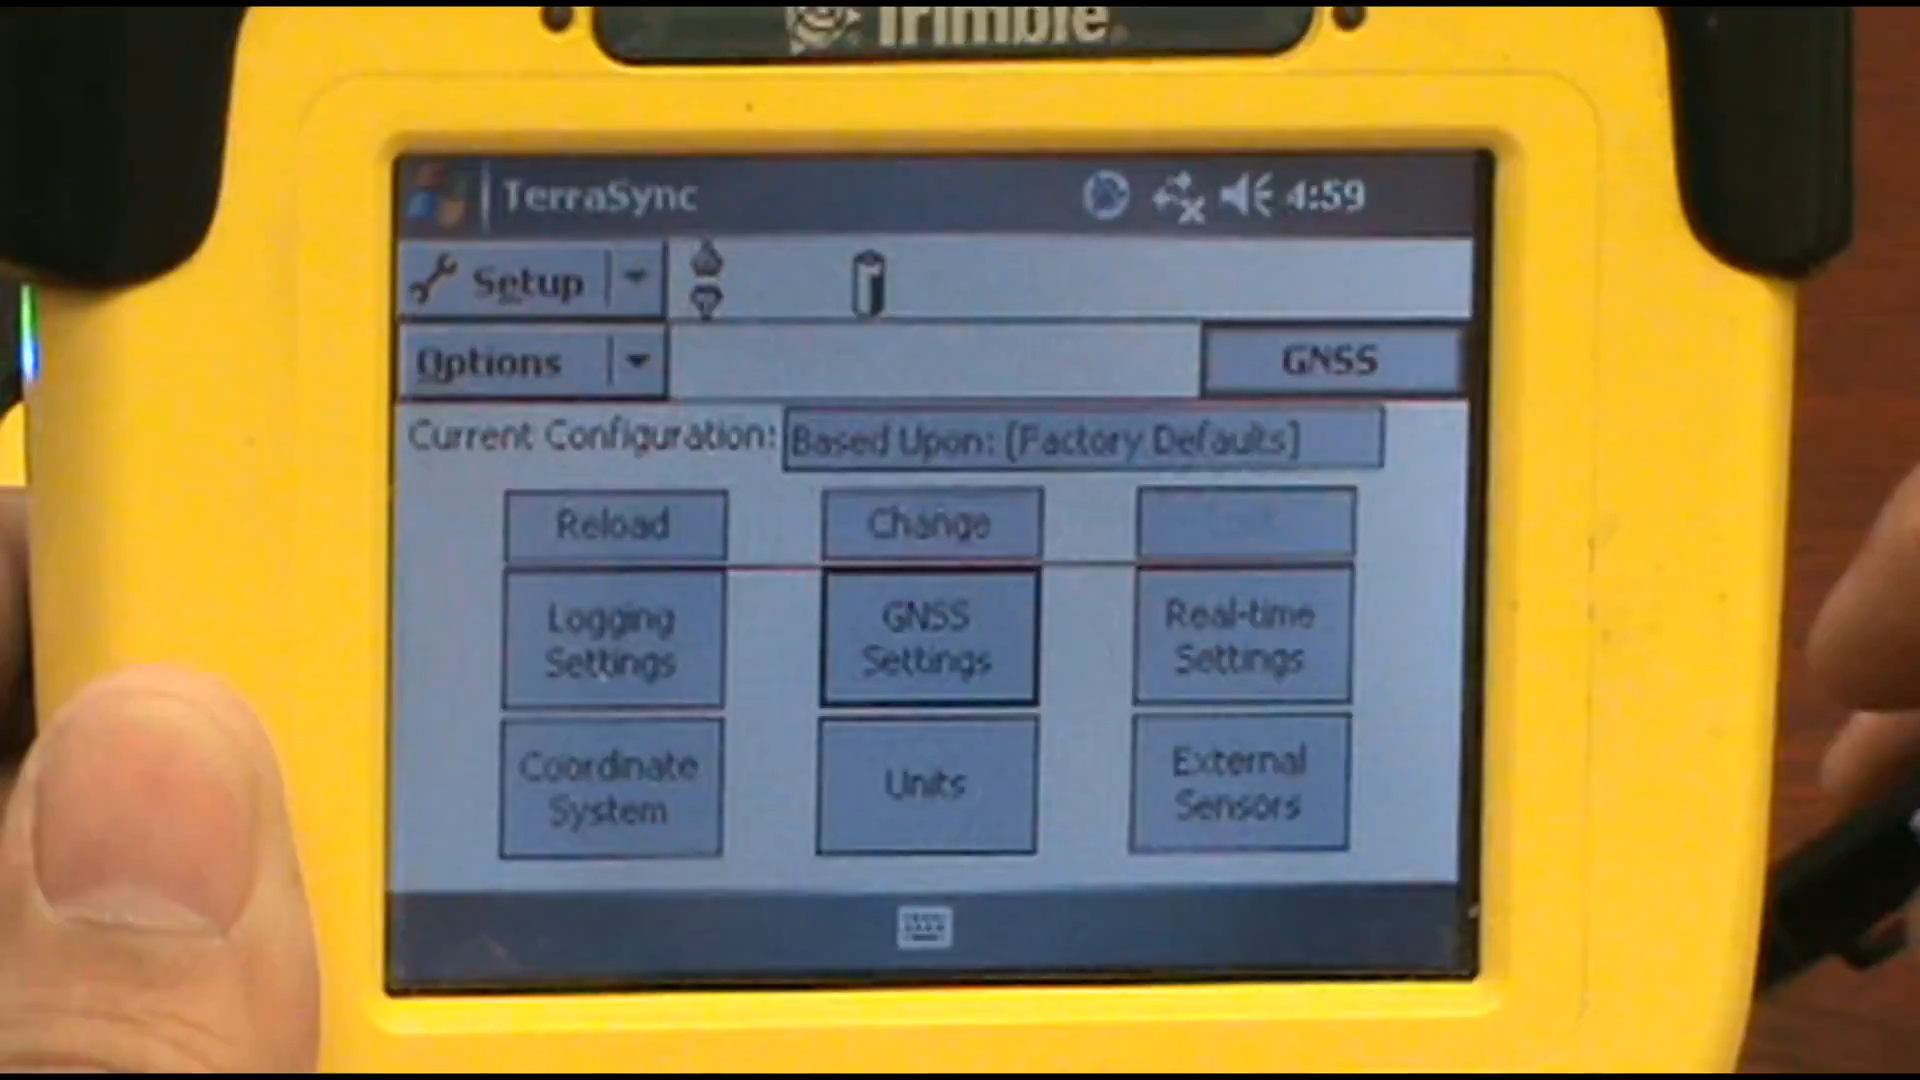 Trimble
TerraSync 4:59
Setup
Options GNSS
Current Configuration: Based Upon: [Factory Defaults]
Reload Change
Logging Settings
GNSS Settings
Real-time Settings
Coordinate System
Units
External Sensors